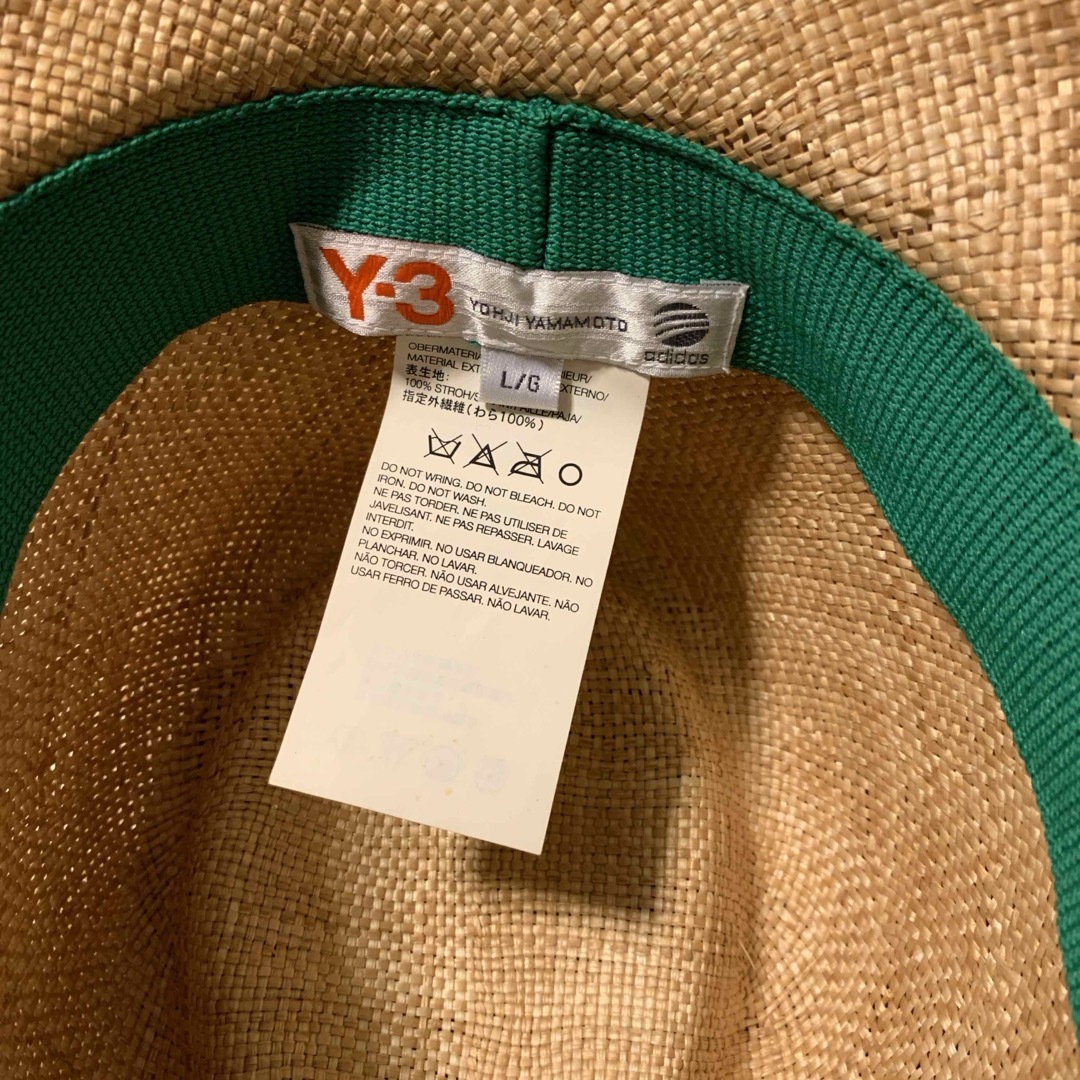 Y-3
YOHJI YAMAMOTO
adidas
L/G
OBERMATERIA
MATERIAL EXT EXTERNO/
表生地:
100% STROH/ PAILLE/PAJA/
指定外繊維(わら100%)
DO NOT WRING. DO NOT BLEACH. DO NOT
IRON. DO NOT WASH.
NE PAS TORDER. NE PAS UTILISER DE
JAVELISANT. NE PAS REPASSER. LAVAGE
INTERDIT.
NO EXPRIMIR. NO USAR BLANQUEADOR. NO
PLANCHAR. NO LAVAR.
NÃO TORCER. NÃO USAR ALVEJANTE. NÃO
USAR FERRO DE PASSAR. NÃO LAVAR.